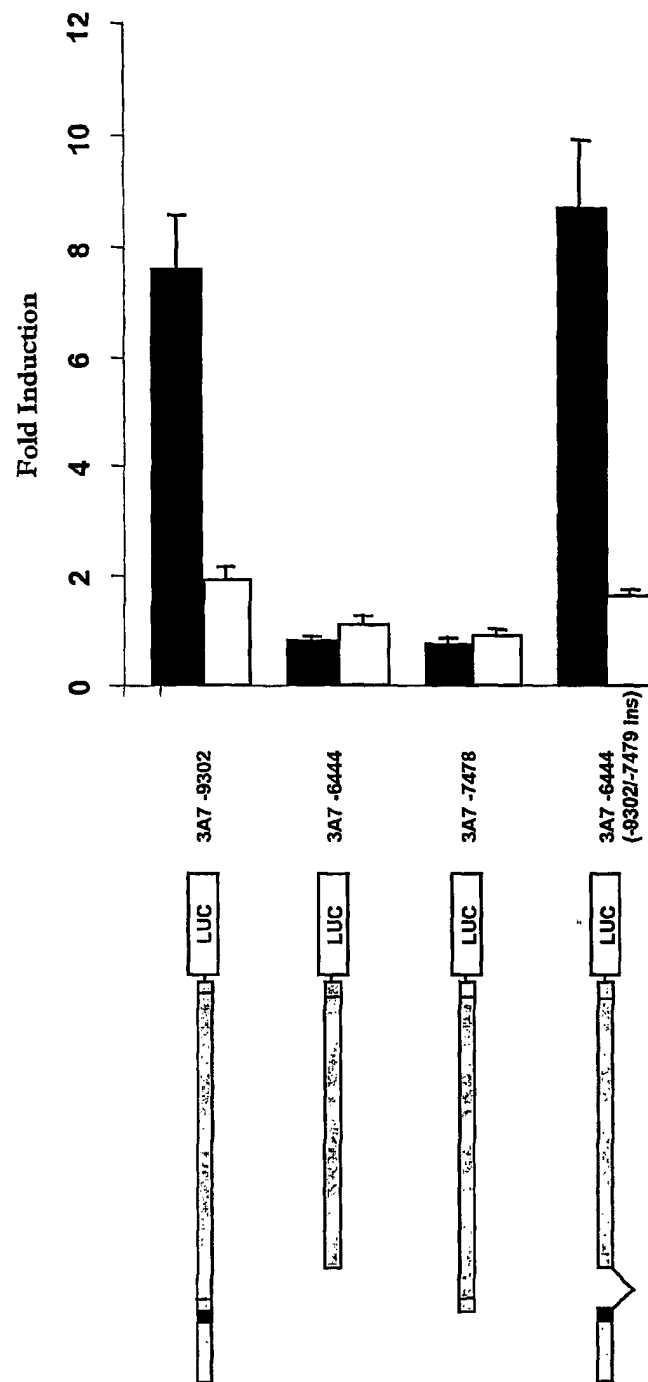 Fold Induction
0 2 4 6 8 10 12
LUC 3A7 -9302
LUC 3A7 -6444
LUC 3A7 -7478
LUC 3A7 -6444
(-9302/-7479 ins)